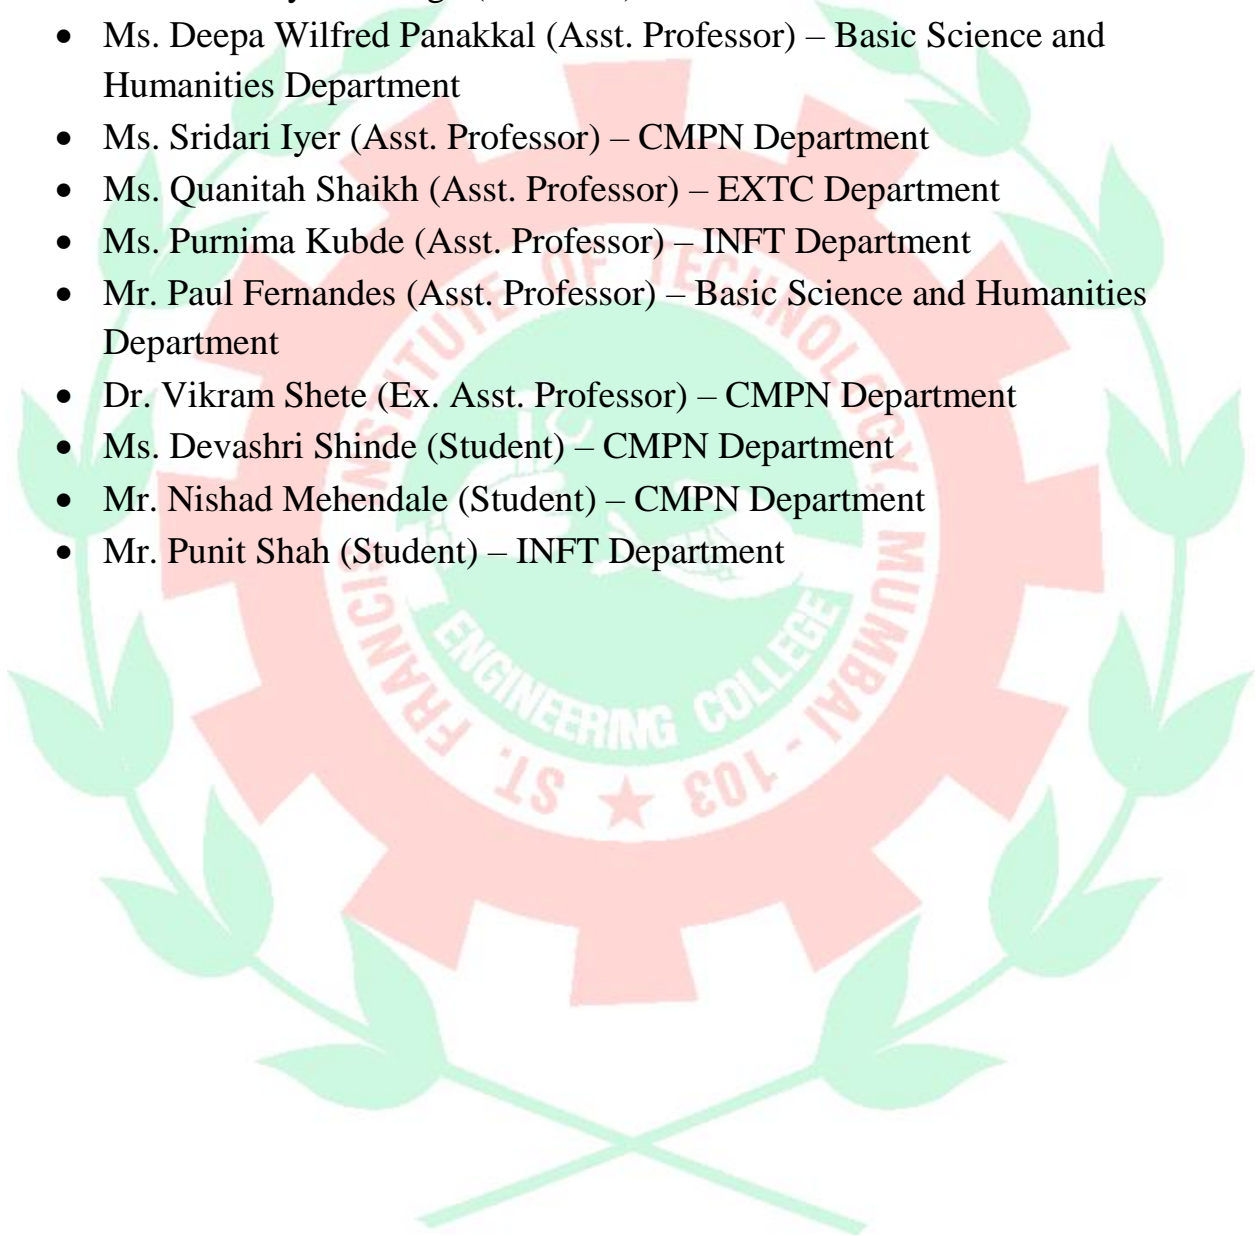 • Ms. Deepa Wilfred Panakkal (Asst. Professor) – Basic Science and
Humanities Department
• Ms. Sridari Iyer (Asst. Professor) – CMPN Department
• Ms. Quanitah Shaikh (Asst. Professor) – EXTC Department
• Ms. Purnima Kubde (Asst. Professor) – INFT Department
• Mr. Paul Fernandes (Asst. Professor) – Basic Science and Humanities
Department
• Dr. Vikram Shete (Ex. Asst. Professor) – CMPN Department
• Ms. Devashri Shinde (Student) – CMPN Department
• Mr. Nishad Mehendale (Student) – CMPN Department
• Mr. Punit Shah (Student) – INFT Department
ST. FRANCIS INSTITUTE OF TECHNOLOGY, MUMBAI - 103
ENGINEERING COLLEGE